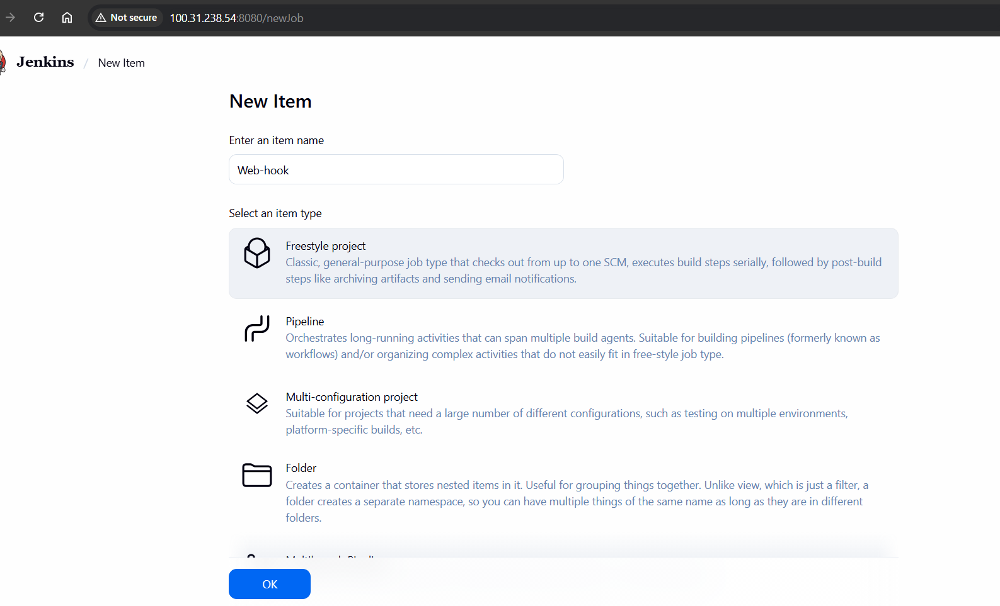 Not secure 100.31.238.54:8080/newJob
Jenkins / New Item
New Item
Enter an item name
Web-hook
Select an item type
Freestyle project
Classic, general-purpose job type that checks out from up to one SCM, executes build steps serially, followed by post-build
steps like archiving artifacts and sending email notifications.
Pipeline
Orchestrates long-running activities that can span multiple build agents. Suitable for building pipelines (formerly known as
workflows) and/or organizing complex activities that do not easily fit in free-style job type.
Multi-configuration project
Suitable for projects that need a large number of different configurations, such as testing on multiple environments,
platform-specific builds, etc.
Folder
Creates a container that stores nested items in it. Useful for grouping things together. Unlike view, which is just a filter, a
folder creates a separate namespace, so you can have multiple things of the same name as long as they are in different
folders.
OK